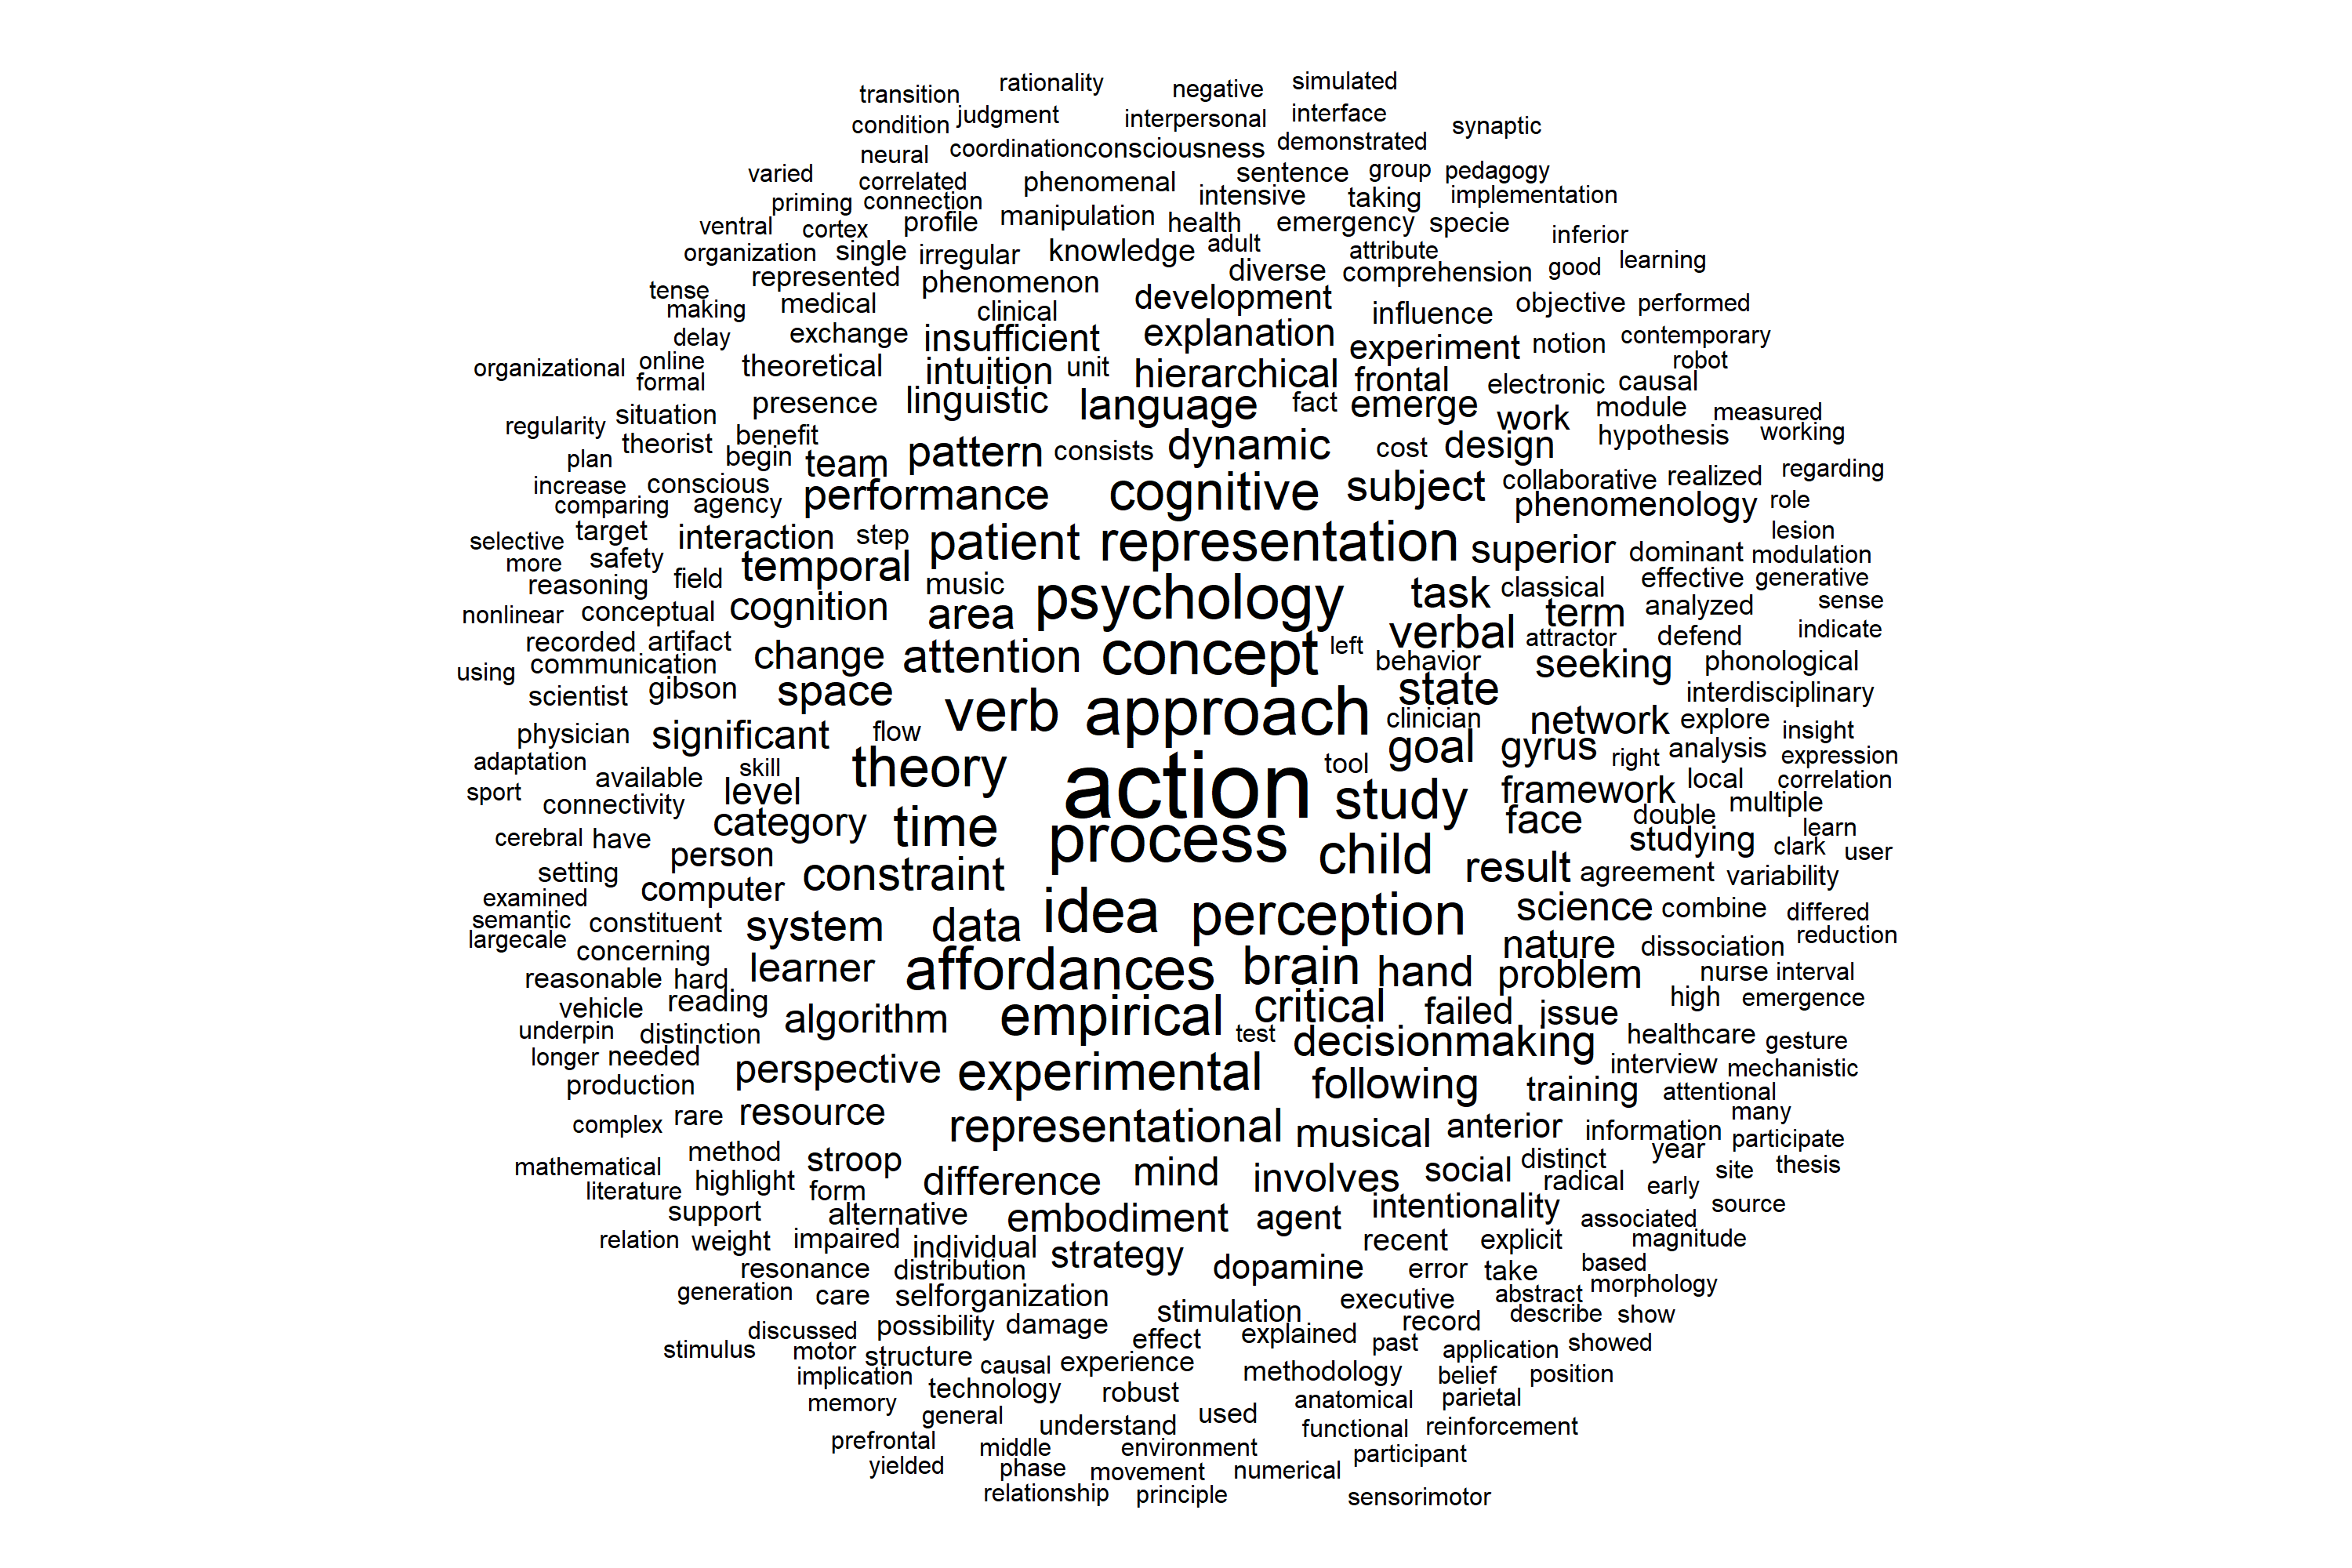 rationality negative simulated
transition judgment interpersonal interface
condition synaptic
neural coordination consciousness demonstrated
varied correlated phenomenal sentence group pedagogy
priming connection intensive taking implementation
ventral cortex profile manipulation health emergency specie
organization single irregular knowledge adult attribute inferior
represented phenomenon diverse comprehension good learning
tense making medical clinical development influence objective performed
delay exchange insufficient explanation experiment notion contemporary
organizational online theoretical intuition unit hierarchical frontal electronic causal robot
formal presence linguistic language fact emerge work module measured
regularity situation theorist benefit pattern consists dynamic cost design hypothesis working
plan begin team
increase conscious performance cognitive subject collaborative realized regarding
comparing agency phenomenology role
selective target interaction step patient representation superior dominant lesion modulation
more safety temporal
reasoning field music psychology task classical effective generative
nonlinear conceptual cognition area term analyzed sense
recorded artifact change attention concept left verbal attractor defend indicate
using communication behavior seeking phonological
scientist gibson space state interdisciplinary
physician significant flow verb approach clinician network explore insight
adaptation available skill theory goal gyrus right analysis expression
sport connectivity level action tool study framework local correlation
category time face double multiple
cerebral have process child studying learn clark user
setting person constraint result agreement variability
examined computer
semantic constituent system data idea perception science combine differed
largecale concerning nature dissociation reduction
reasonable hard learner affordances brain hand problem nurse interval
vehicle reading critical failed issue high emergence
underpin distinction algorithm empirical test decisionmaking healthcare gesture
longer needed perspective experimental interview mechanistic
production following training attentional
complex rare resource representational musical anterior information many participate
mathematical method stroop difference mind involves social distinct year site thesis
literature highlight form radical early
support alternative embodiment agent intentionality associated source
relation weight impaired individual strategy recent explicit magnitude
resonance distribution dopamine error take based
generation care selforganization stimulation executive abstract morphology
discussed possibility damage effect explained record describe show
stimulus motor structure causal experience past application showed
implication technology robust methodology belief position
memory general understand used anatomical parietal
prefrontal middle environment functional reinforcement
yielded phase movement numerical participant
relationship principle sensorimotor